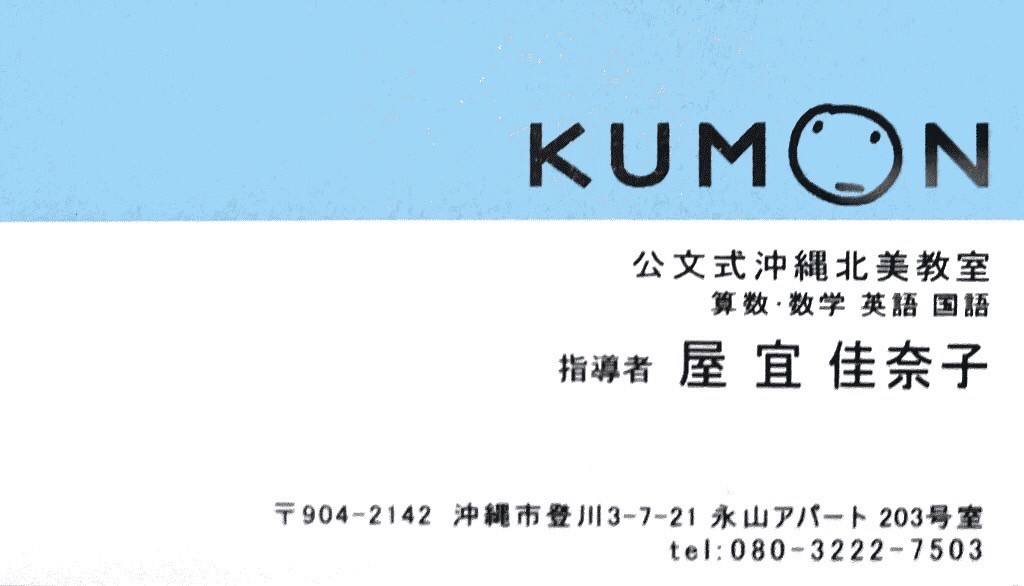 KUMON
公文式沖縄北美教室
算数・数学 英語 国語
指導者 屋宜 佳奈子
〒904-2142 沖縄市登川3-7-21 永山アパート 203号室
tel:080-3222-7503